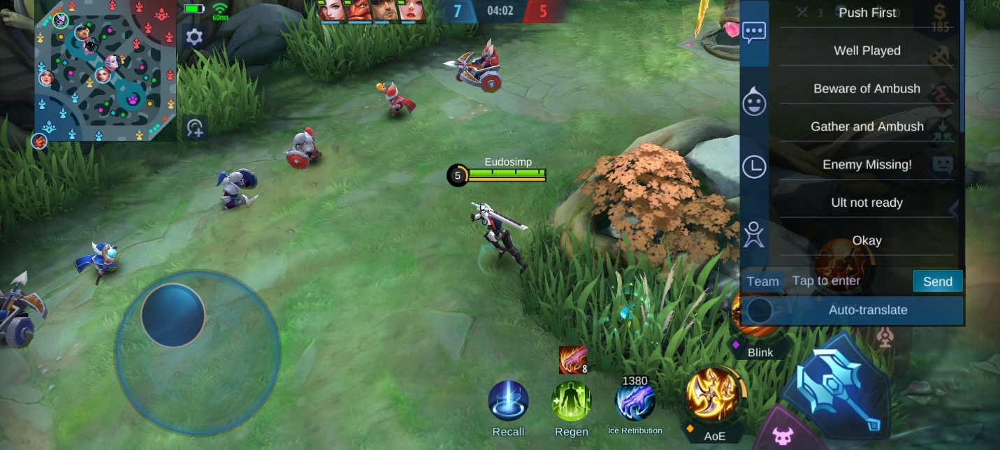 60ms
7
04:02
5
3
0
185
Push First
Well Played
Beware of Ambush
Gather and Ambush
Enemy Missing!
Ult not ready
Okay
Team
Tap to enter
Send
Auto-translate
Eudosimp
5
8
1380
Recall
Regen
Ice Retribution
AoE
Blink